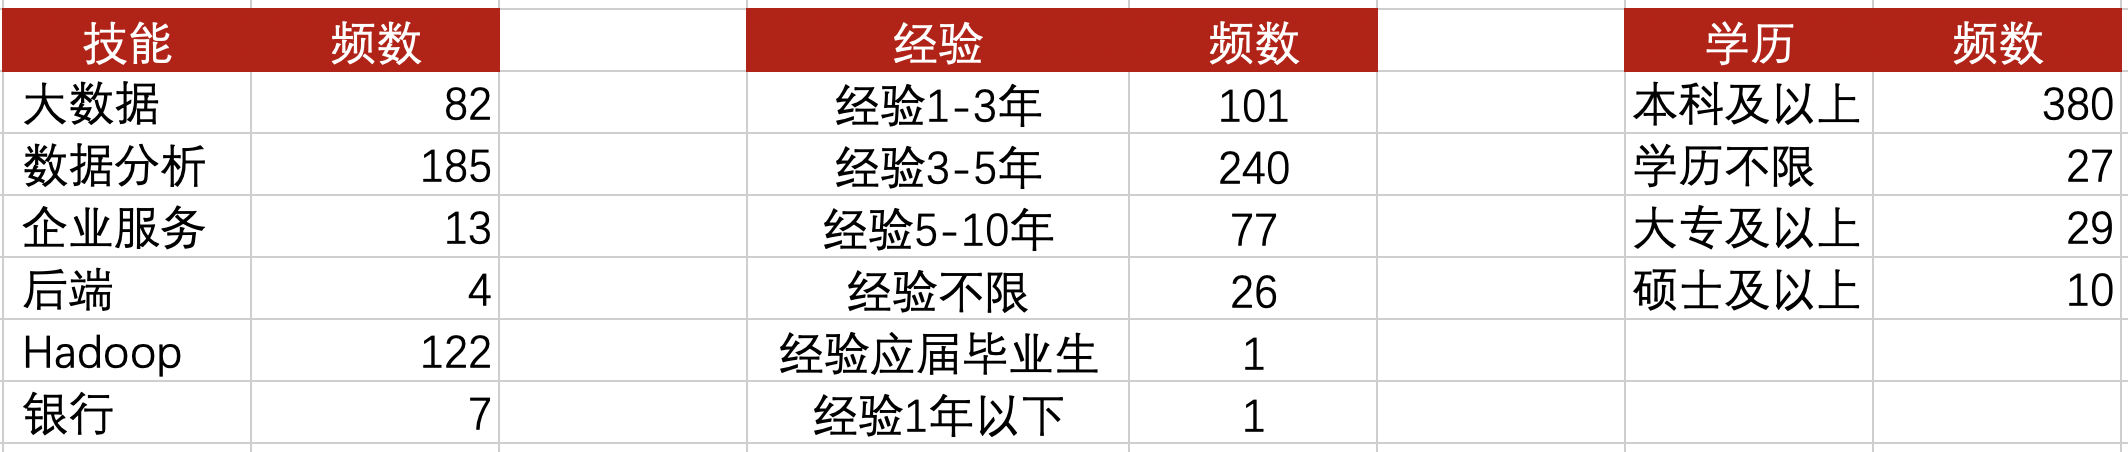 技能 频数 经验 频数 学历 频数
大数据 82 经验1-3年 101 本科及以上 380
数据分析 185 经验3-5年 240 学历不限 27
企业服务 13 经验5-10年 77 大专及以上 29
后端 4 经验不限 26 硕士及以上 10
Hadoop 122 经验应届毕业生 1
银行 7 经验1年以下 1